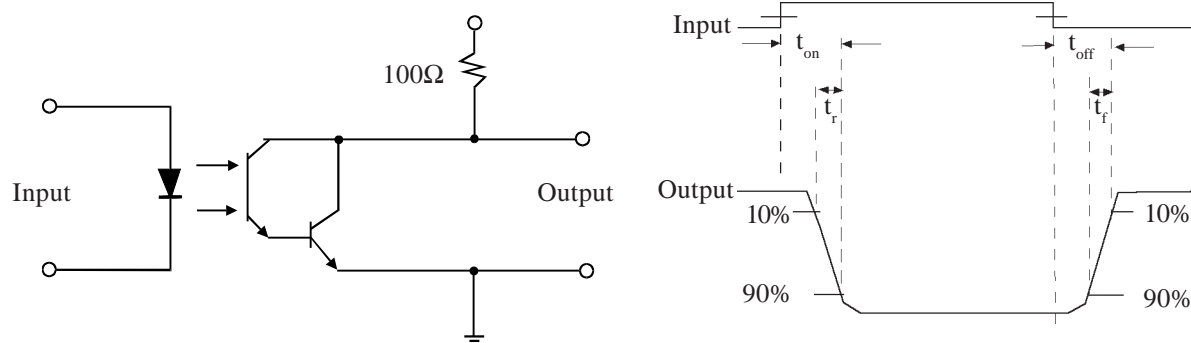 100Ω
Input
Output
Input
t_on
t_off
t_r
t_f
Output
10%
10%
90%
90%